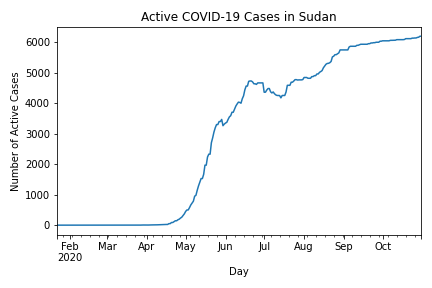 Active COVID-19 Cases in Sudan
Number of Active Cases
6000
5000
4000
3000
2000
1000
0
Feb Mar Apr May Jun Jul Aug Sep Oct
2020
Day